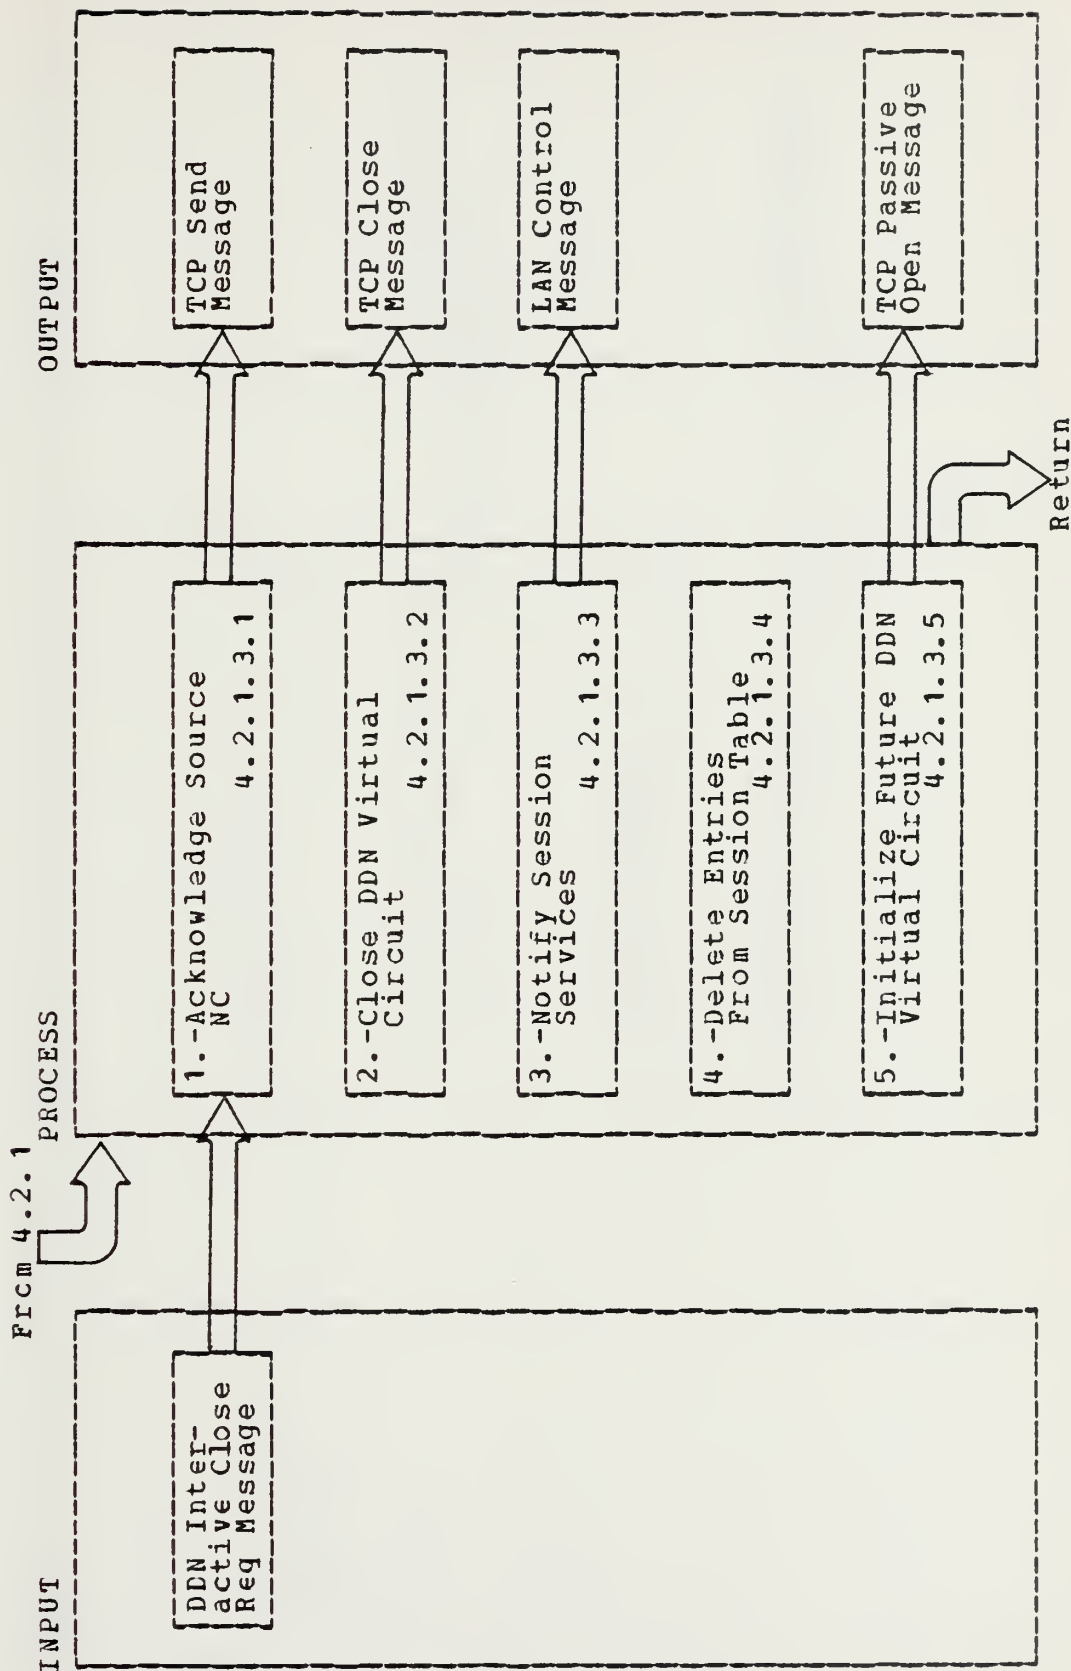 INPUT
From 4.2.1
PROCESS
OUTPUT
DDN Inter-
active Close
Req Message
1.-Acknowledge Source
NC
4.2.1.3.1
TCP Send
Message
2.-Close DDN Virtual
Circuit
4.2.1.3.2
TCP Close
Message
3.-Notify Session
Services
4.2.1.3.3
LAN Control
Message
4.-Delete Entries
From Session Table
4.2.1.3.4
5.-Initialize Future DDN
Virtual Circuit
4.2.1.3.5
TCP Passive
Open Message
Return